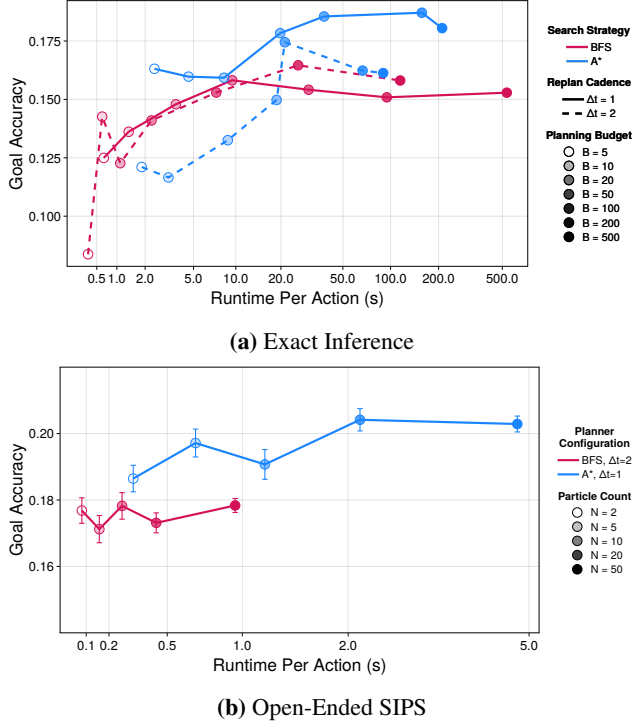 Goal Accuracy
0.175
0.150
0.125
0.100
0.5 1.0 2.0 5.0 10.0 20.0 50.0 100.0 200.0 500.0
Runtime Per Action (s)
Search Strategy
BFS
A*
Replan Cadence
Δt = 1
Δt = 2
Planning Budget
B = 5
B = 10
B = 20
B = 50
B = 100
B = 200
B = 500
(a) Exact Inference
Goal Accuracy
0.20
0.18
0.16
0.1 0.2 0.5 1.0 2.0 5.0
Runtime Per Action (s)
Planner
Configuration
BFS, Δt=2
A*, Δt=1
Particle Count
N = 2
N = 5
N = 10
N = 20
N = 50
(b) Open-Ended SIPS